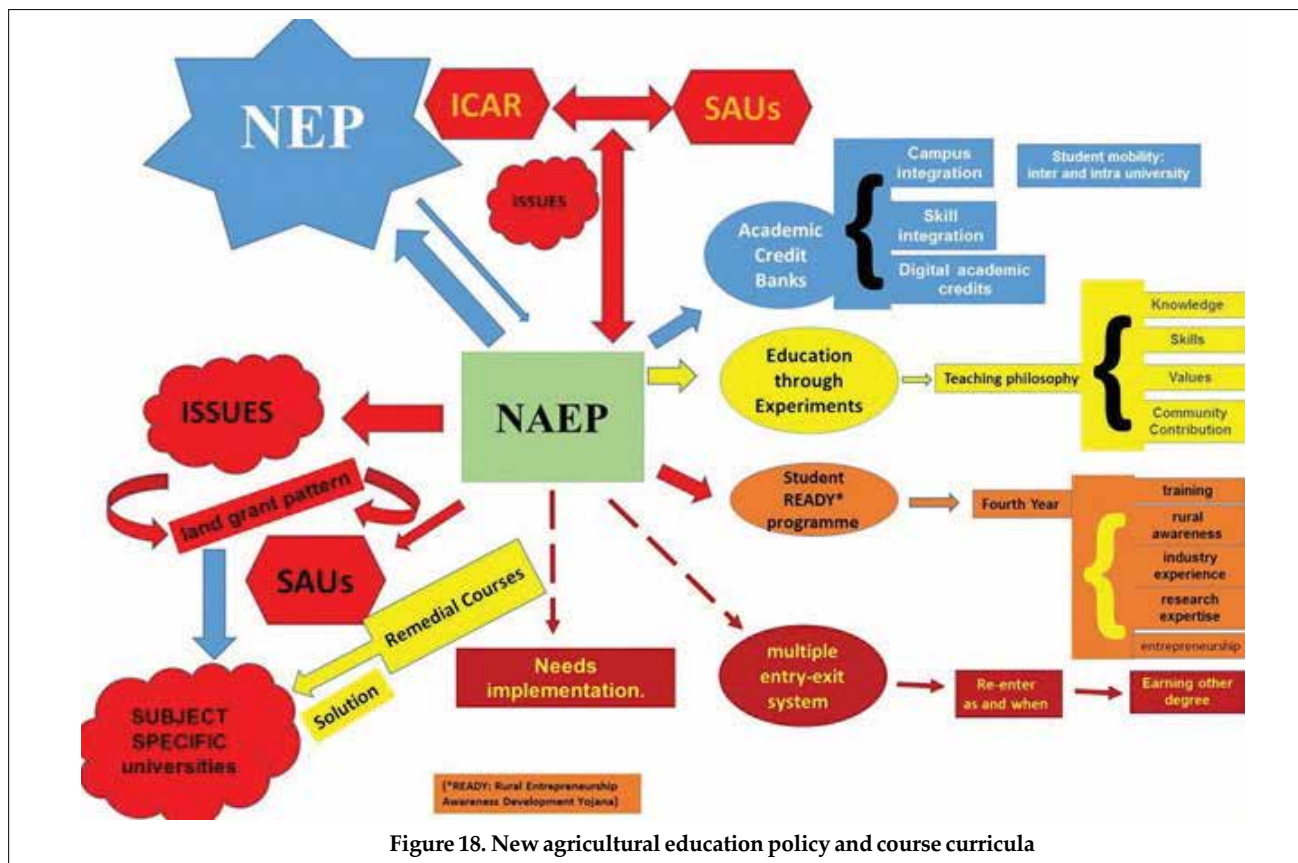 NEP
ICAR
SAUs
ISSUES
Academic
Credit
Banks
Campus
integration
Skill
integration
Digital academic
credits
Student mobility:
inter and intra university
NAEP
Education
through
Experiments
Teaching philosophy
Knowledge
Skills
Values
Community
Contribution
ISSUES
land grant pattern
SAUs
Student
READY*
programme
Fourth Year
training
rural
awareness
industry
experience
research
expertise
entrepreneurship
Remedial Courses
Solution
SUBJECT
SPECIFIC
universities
Needs
implementation.
multiple
entry-exit
system
Re-enter
as and when
Earning other
degree
[*READY: Rural Entrepreneurship
Awareness Development Yojana]
Figure 18. New agricultural education policy and course curricula